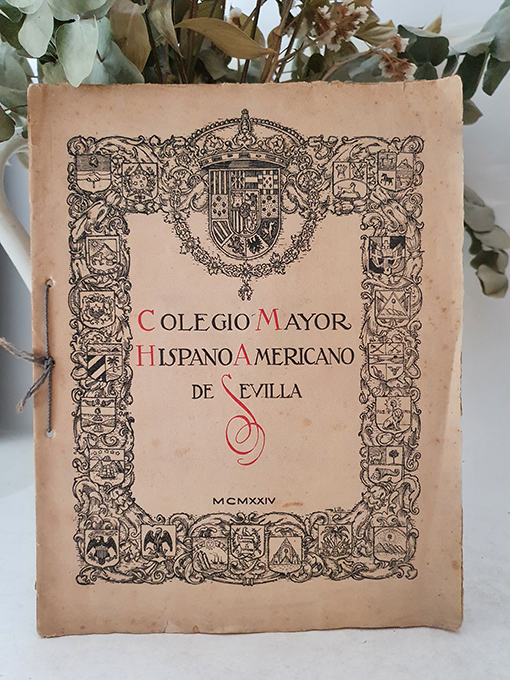 COLEGIO MAYOR
HISPANO AMERICANO
DE SEVILLA
MCMXXIV